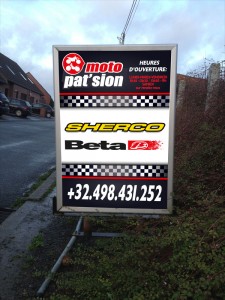 moto
pat'sion
HEURES
D'OUVERTURE:
SHERCO
Beta
+32.498.431.252